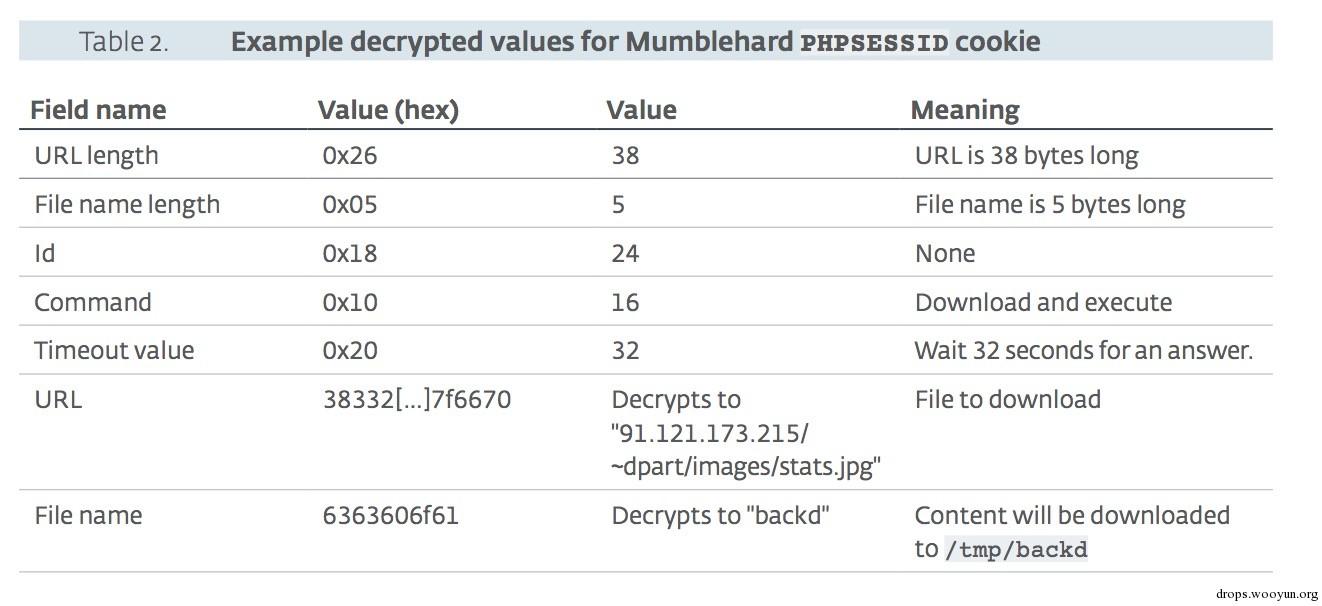 Table 2. Example decrypted values for Mumblehard PHPSESSID cookie
Field name Value (hex) Value Meaning
URL length 0x26 38 URL is 38 bytes long
File name length 0x05 5 File name is 5 bytes long
Id 0x18 24 None
Command 0x10 16 Download and execute
Timeout value 0x20 32 Wait 32 seconds for an answer.
URL 38332[...]7f6670 Decrypts to File to download
"91.121.173.215/
~dpart/images/stats.jpg"
File name 6363606f61 Decrypts to "backd" Content will be downloaded
to /tmp/backd
drops.wooyun.org